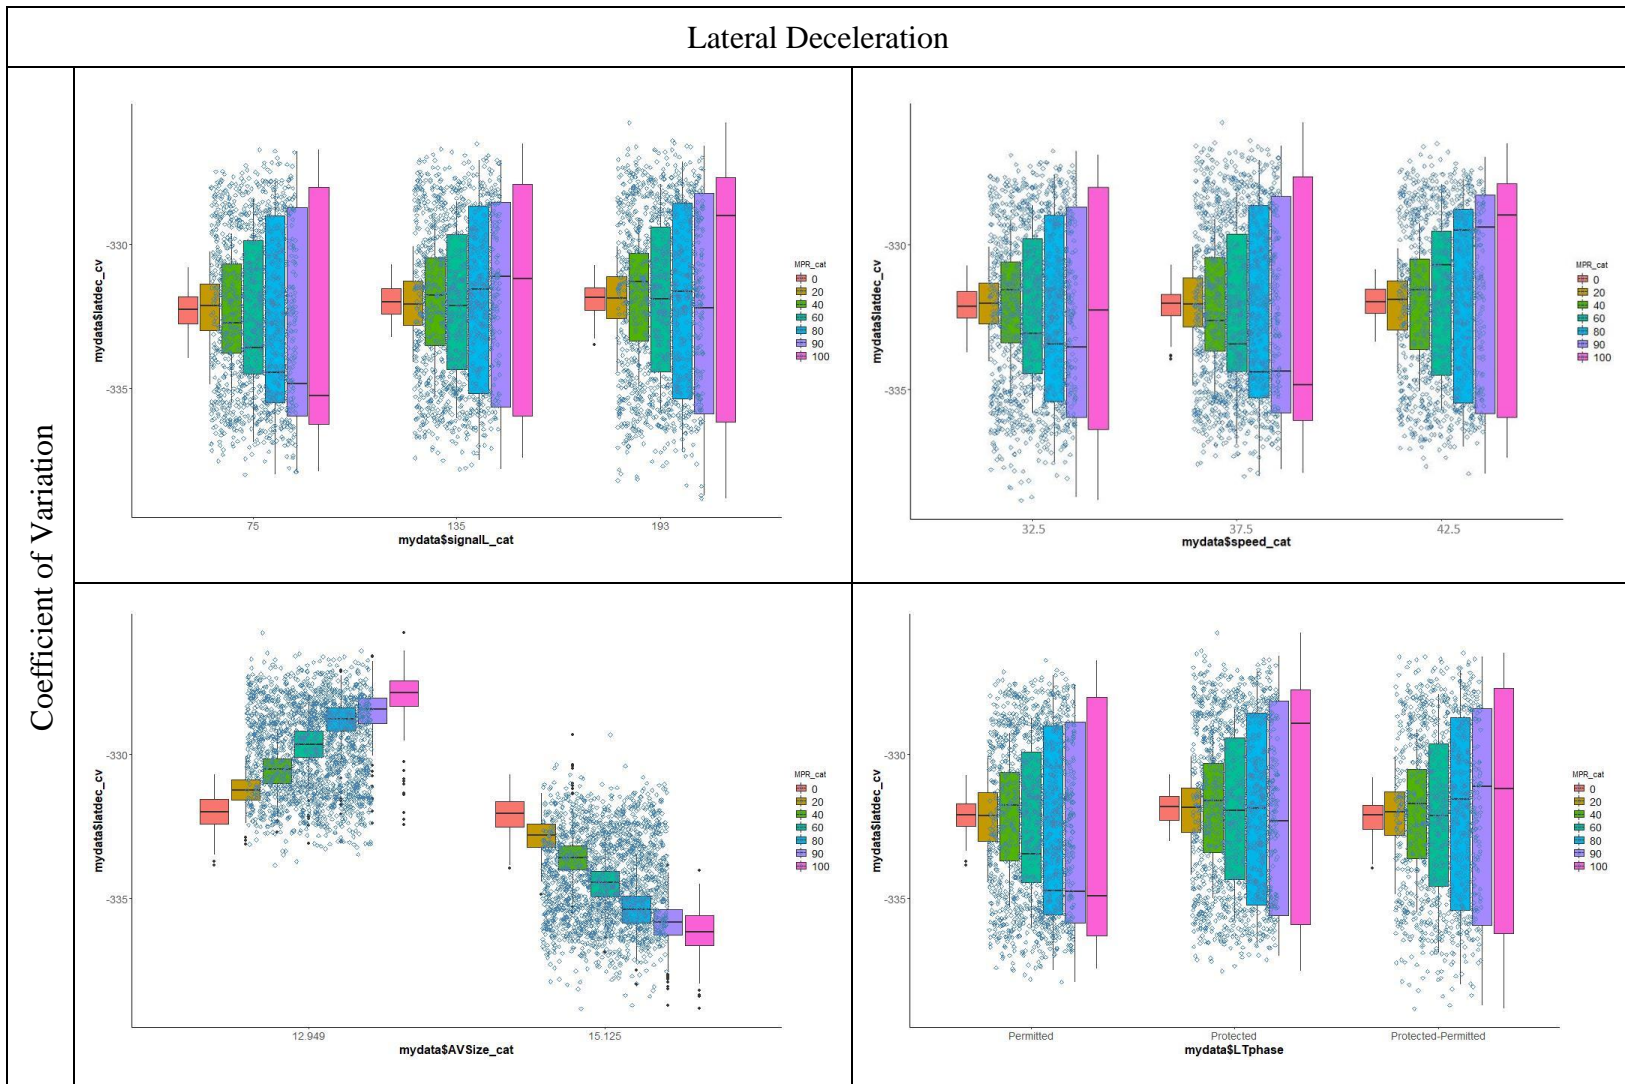 Lateral Deceleration
Coefficient of Variation
mydata$latdec_cv
-330
-335
75
135
193
mydata$signalL_cat
MPR_cat
0
20
40
60
80
90
100
mydata$latdec_cv
-330
-335
32.5
37.5
42.5
mydata$speed_cat
MPR_cat
0
20
40
60
80
90
100
mydata$latdec_cv
-330
-335
12.949
15.125
mydata$AVSize_cat
MPR_cat
0
20
40
60
80
90
100
mydata$latdec_cv
-330
-335
Permitted
Protected
Protected-Permitted
mydata$LTphase
MPR_cat
0
20
40
60
80
90
100